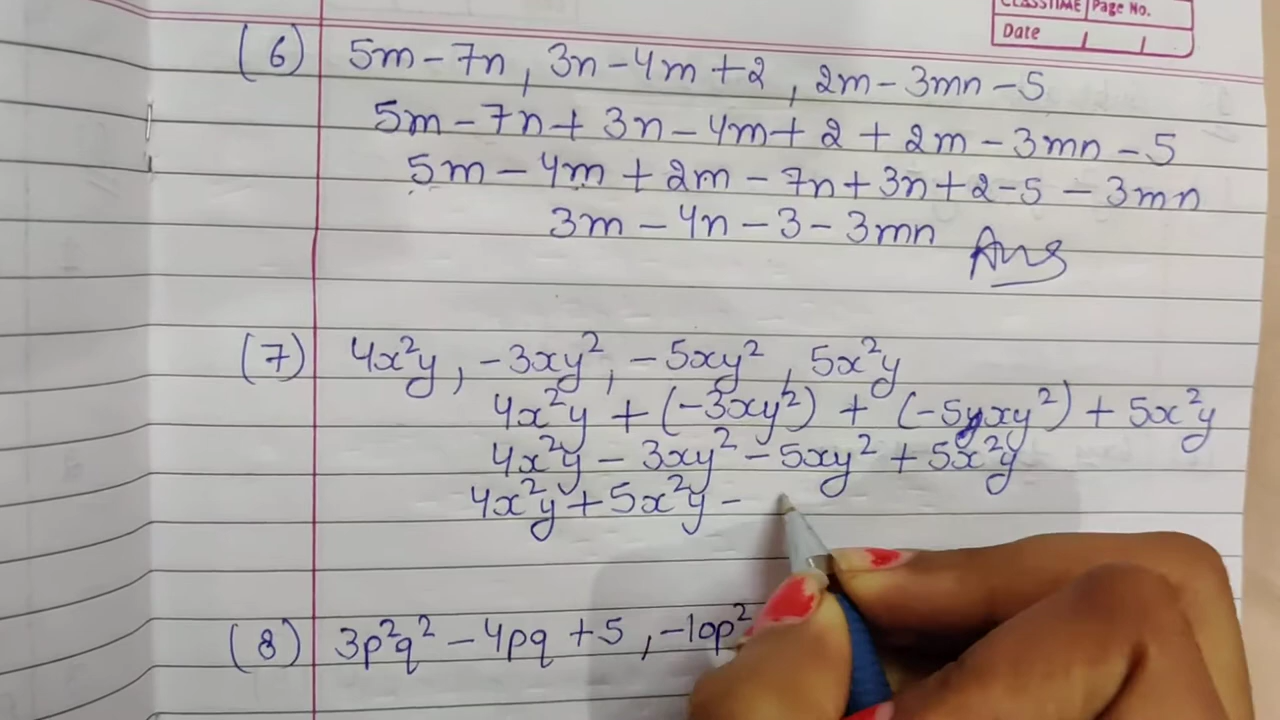 CLASSTIME Page No.
Date / /
(6) 5m - 7n, 3n - 4m + 2, 2m - 3mn - 5
5m - 7n + 3n - 4m + 2 + 2m - 3mn - 5
5m - 4m + 2m - 7n + 3n + 2 - 5 - 3mn
3m - 4n - 3 - 3mn Ans
(7) 4x²y, -3xy², -5xy², 5x²y
4x²y + (-3xy²) + (-5yxy²) + 5x²y
4x²y - 3xy² - 5xy² + 5x²y
4x²y + 5x²y -
(8) 3p²q² - 4pq + 5, -10p²